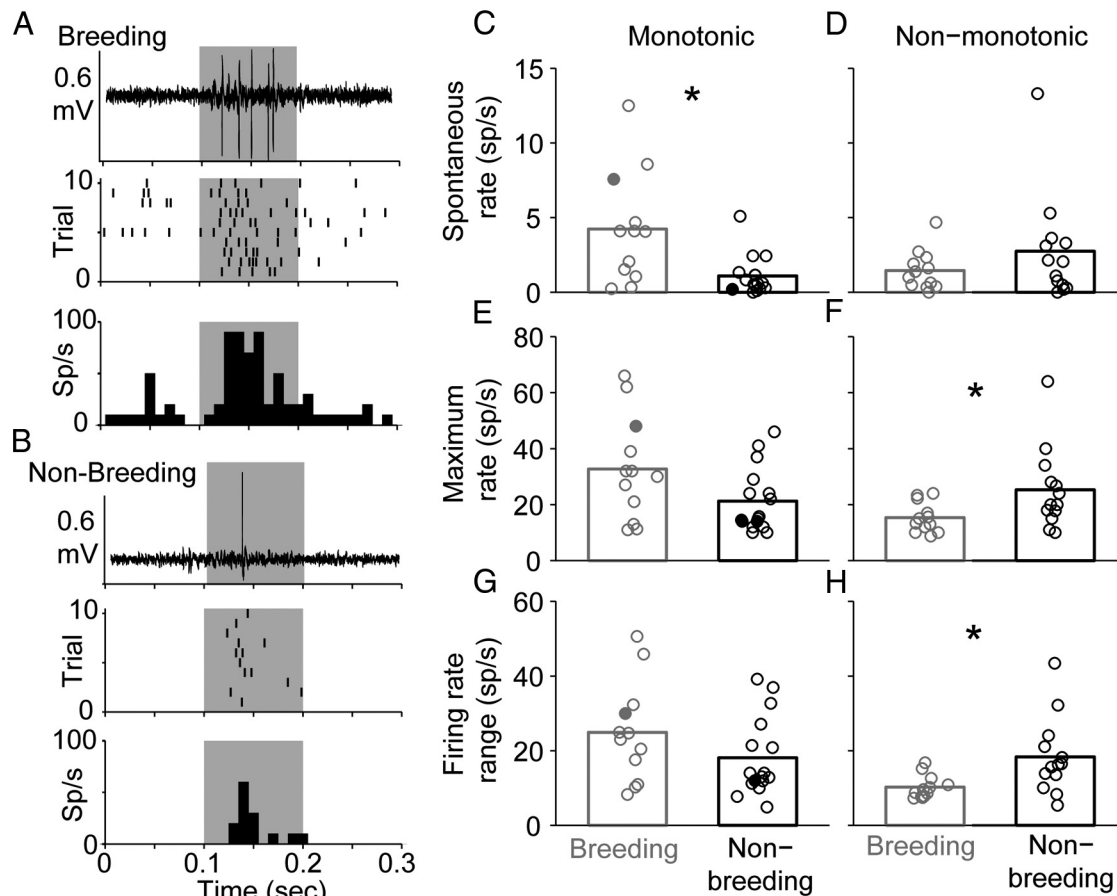 A
Breeding
0.6
mV
10
Trial
0
100
Sp/s
0
B
Non-Breeding
0.6
mV
10
Trial
0
100
Sp/s
0
0
0.1
0.2
0.3
Time (sec)
C
Monotonic
D
Non-monotonic
Spontaneous
rate (sp/s)
15
10
5
0
*
E
F
Maximum
rate (sp/s)
80
60
40
20
0
*
G
H
Firing rate
range (sp/s)
60
40
20
0
*
Breeding
Non-
breeding
Breeding
Non-
breeding